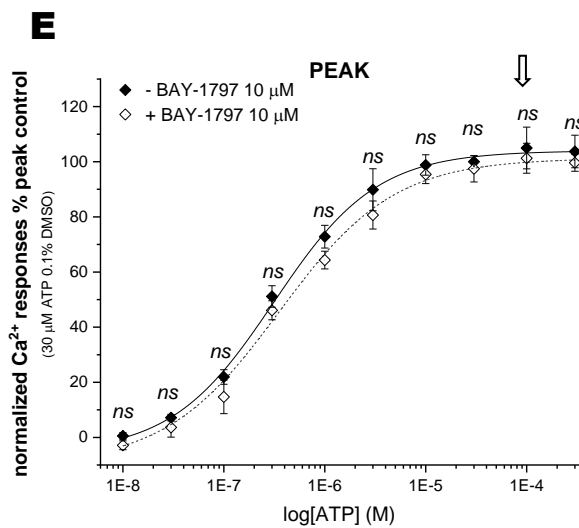 E
PEAK
- BAY-1797 10 μM
+ BAY-1797 10 μM
normalized Ca²⁺ responses % peak control
(30 μM ATP 0.1% DMSO)
120
100
80
60
40
20
0
ns ns ns ns ns ns ns ns ns ns
1E-8 1E-7 1E-6 1E-5 1E-4
log[ATP] (M)